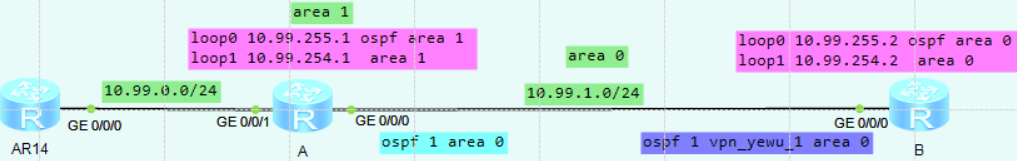 area 1
loop0 10.99.255.1 ospf area 1
loop1 10.99.254.1 area 1
loop0 10.99.255.2 ospf area 0
loop1 10.99.254.2 area 0
area 0
10.99.0.0/24
10.99.1.0/24
R
GE 0/0/0
GE 0/0/1
R
GE 0/0/0
GE 0/0/0
R
AR14
A
ospf 1 area 0
ospf 1 vpn_yewu_1 area 0
B